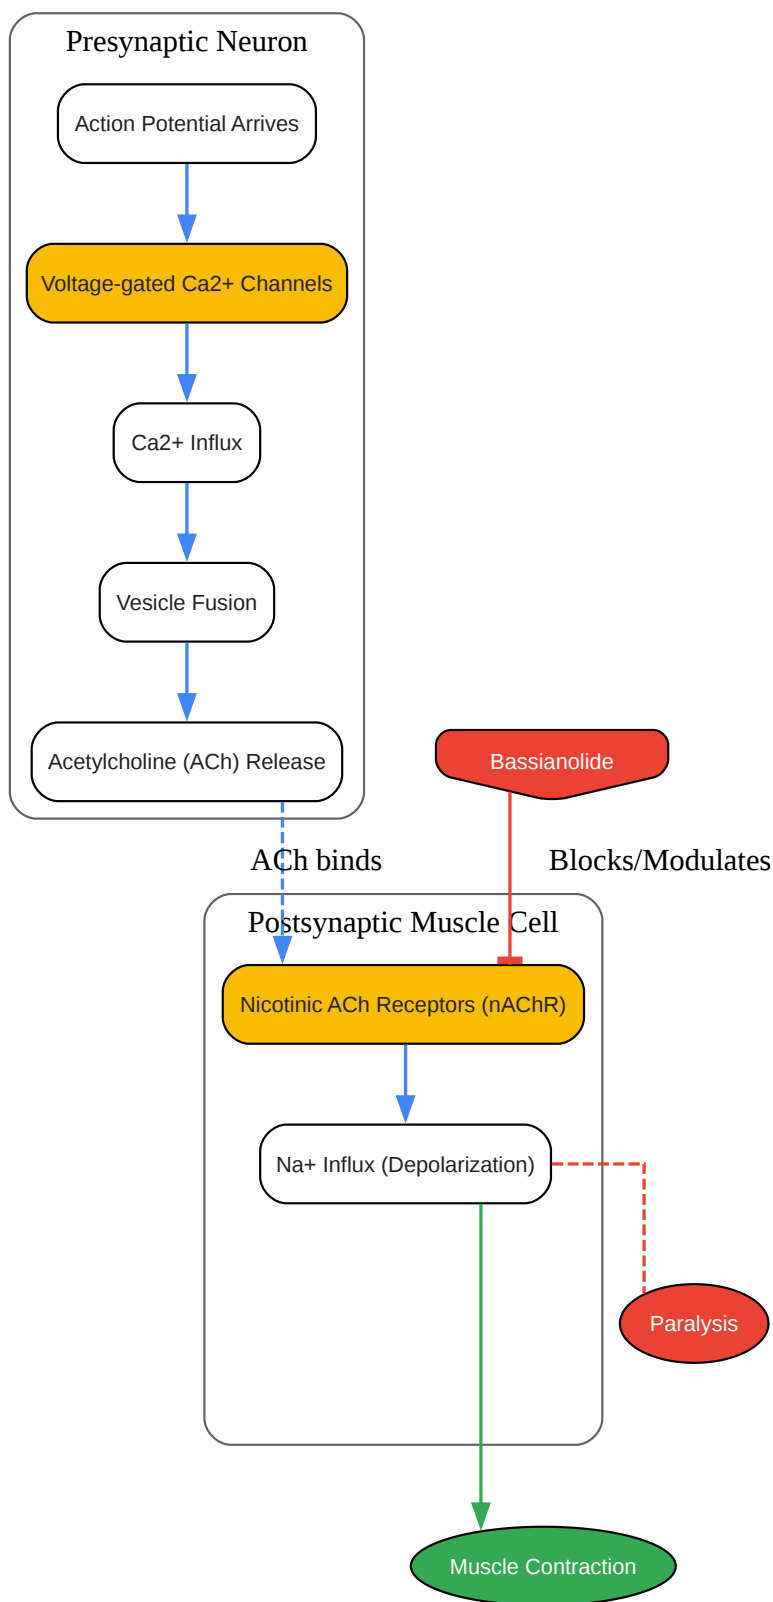 Presynaptic Neuron
Action Potential Arrives
Voltage-gated Ca2+ Channels
Ca2+ Influx
Vesicle Fusion
Acetylcholine (ACh) Release
Bassianolide
ACh binds
Blocks/Modulates
Postsynaptic Muscle Cell
Nicotinic ACh Receptors (nAChR)
Na+ Influx (Depolarization)
Paralysis
Muscle Contraction